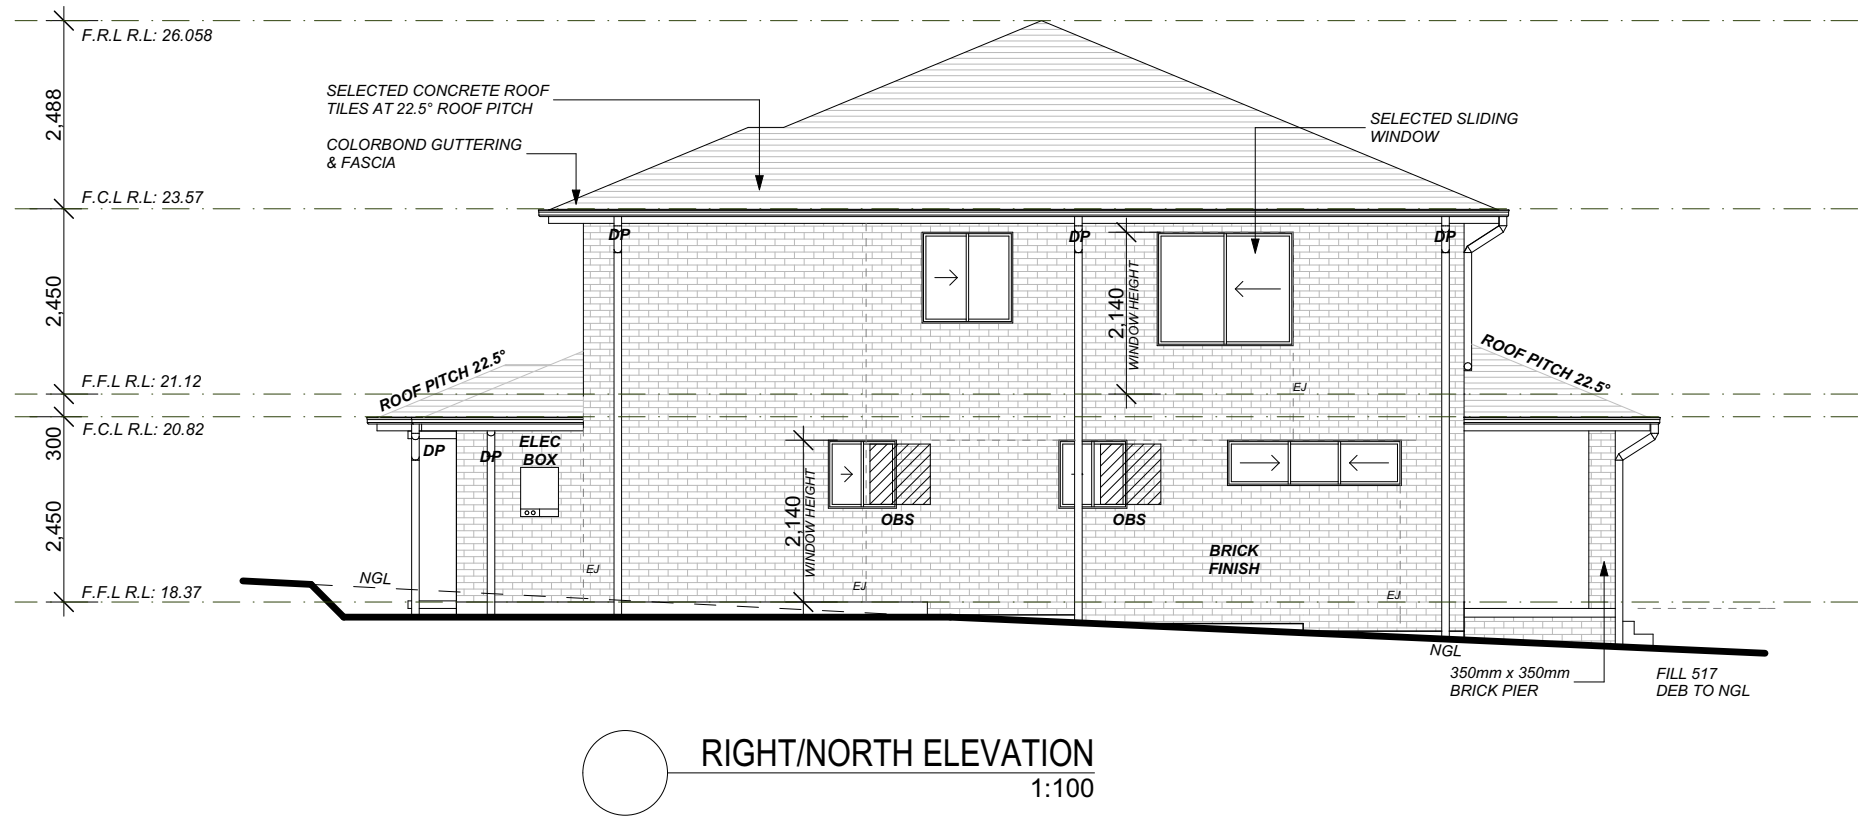 F.R.L R.L: 26.058
2,488
SELECTED CONCRETE ROOF
TILES AT 22.5° ROOF PITCH
COLORBOND GUTTERING
& FASCIA
SELECTED SLIDING
WINDOW
F.C.L R.L: 23.57
DP
DP
DP
2,450
2,140
WINDOW HEIGHT
ROOF PITCH 22.5°
ROOF PITCH 22.5°
F.F.L R.L: 21.12
EJ
F.C.L R.L: 20.82
300
DP
DP
ELEC
BOX
2,450
2,140
WINDOW HEIGHT
OBS
OBS
BRICK
FINISH
EJ
NGL
EJ
EJ
F.F.L R.L: 18.37
NGL
350mm x 350mm
BRICK PIER
FILL 517
DEB TO NGL
RIGHT/NORTH ELEVATION
1:100